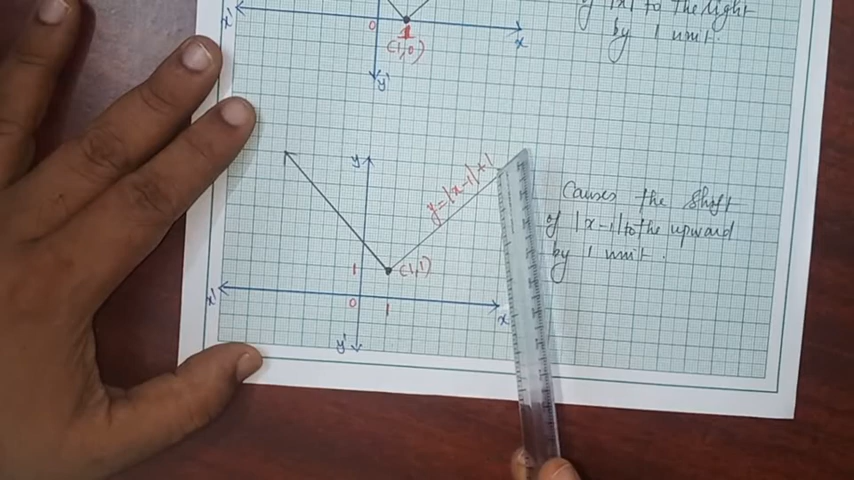 of |x| to the right
by 1 unit.
x'
0
1
(1,0)
x
y'
y
y=|x-1|+1
Causes the shift
of |x-1| to the upward
by 1 unit.
1
(1,1)
x'
0
1
x
y'